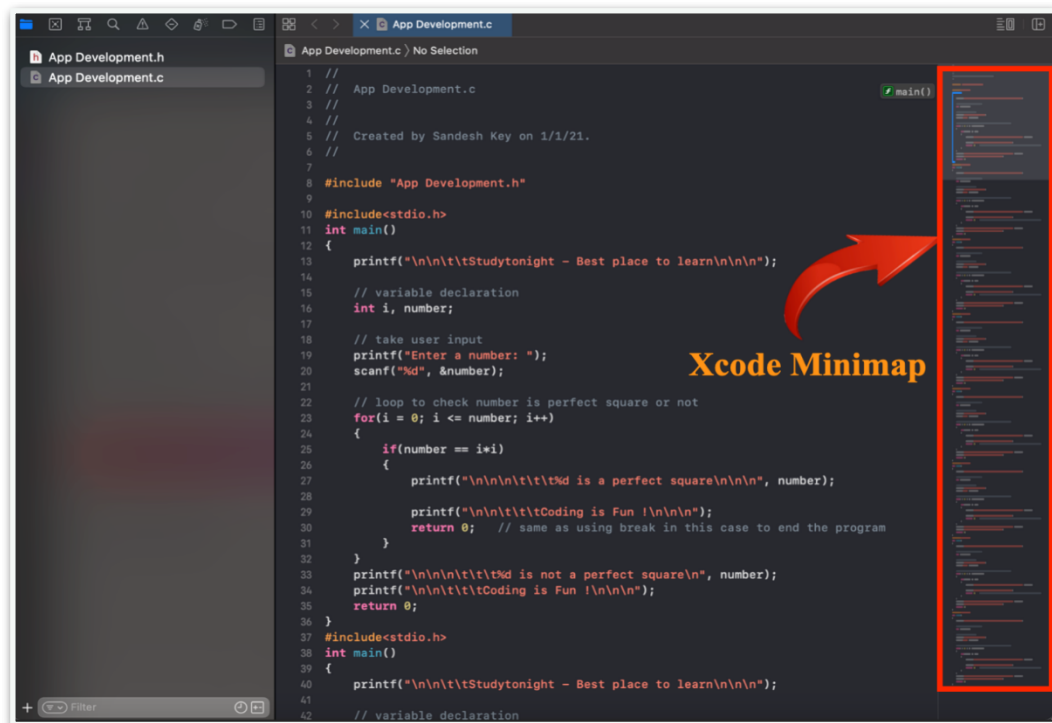 App Development.c
App Development.h
App Development.c
App Development.c 〉 No Selection
main()
1 //
2 //  App Development.c
3 //
4 //
5 //  Created by Sandesh Key on 1/1/21.
6 //
7
8 #include "App Development.h"
9
10 #include<stdio.h>
11 int main()
12 {
13     printf("\n\n\t\tStudytonight - Best place to learn\n\n\n");
14
15     // variable declaration
16     int i, number;
17
18     // take user input
19     printf("Enter a number: ");
20     scanf("%d", &number);
21
22     // loop to check number is perfect square or not
23     for(i = 0; i <= number; i++)
24     {
25         if(number == i*i)
26         {
27             printf("\n\n\n\t\t\t%d is a perfect square\n\n\n", number);
28
29             printf("\n\n\t\t\tCoding is Fun !\n\n\n");
30             return 0;   // same as using break in this case to end the program
31         }
32     }
33     printf("\n\n\n\t\t\t%d is not a perfect square\n", number);
34     printf("\n\n\t\t\tCoding is Fun !\n\n\n");
35     return 0;
36 }
37 #include<stdio.h>
38 int main()
39 {
40     printf("\n\n\t\tStudytonight - Best place to learn\n\n\n");
41
42     // variable declaration
Xcode Minimap
Filter